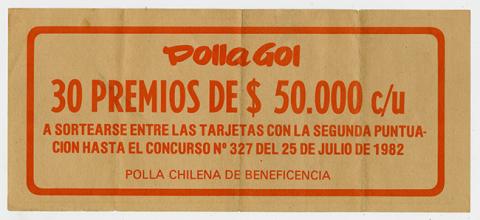 Polla Gol
30 PREMIOS DE $ 50.000 c/u
A SORTEARSE ENTRE LAS TARJETAS CON LA SEGUNDA PUNTUA-
CION HASTA EL CONCURSO Nº 327 DEL 25 DE JULIO DE 1982
POLLA CHILENA DE BENEFICENCIA